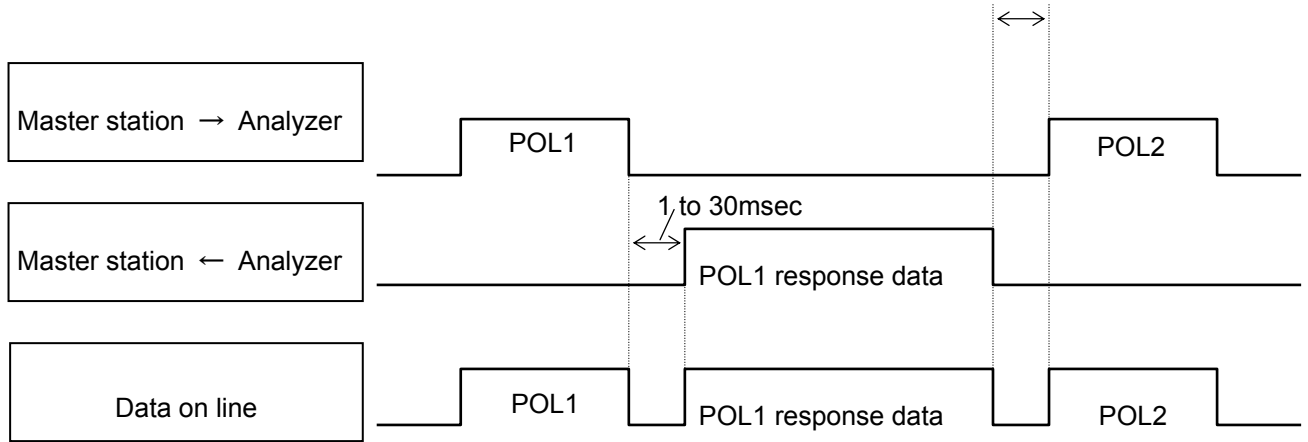 Master station → Analyzer
POL1
POL2
1 to 30msec
Master station ← Analyzer
POL1 response data
Data on line
POL1
POL1 response data
POL2